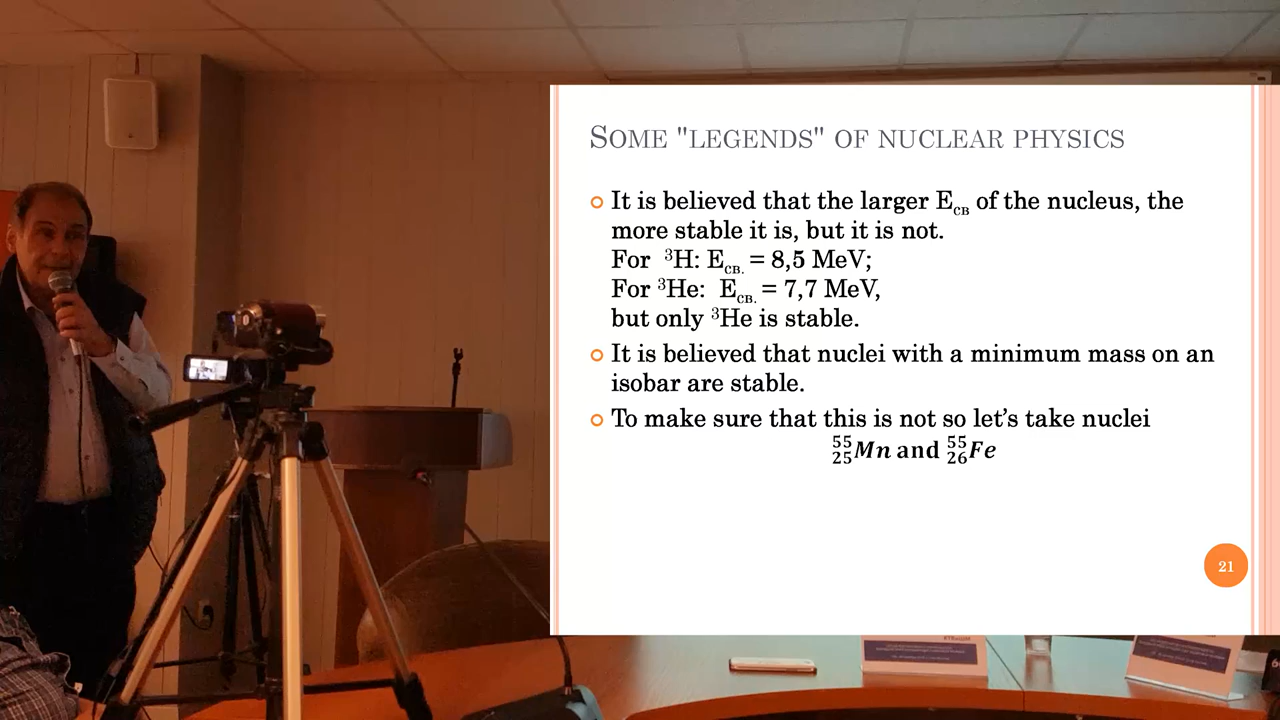 SOME "LEGENDS" OF NUCLEAR PHYSICS
It is believed that the larger Eсв of the nucleus, the
more stable it is, but it is not.
For ³H: Eсв. = 8,5 MeV;
For ³He: Eсв. = 7,7 MeV,
but only ³He is stable.
It is believed that nuclei with a minimum mass on an
isobar are stable.
To make sure that this is not so let's take nuclei
⁵⁵₂₅Mn and ⁵⁵₂₆Fe
21